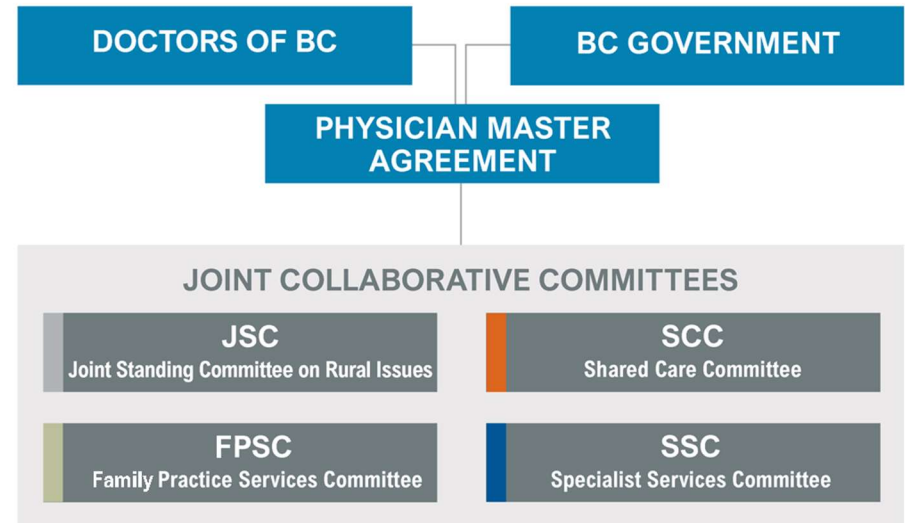 DOCTORS OF BC
BC GOVERNMENT
PHYSICIAN MASTER
AGREEMENT
JOINT COLLABORATIVE COMMITTEES
JSC
Joint Standing Committee on Rural Issues
SCC
Shared Care Committee
FPSC
Family Practice Services Committee
SSC
Specialist Services Committee